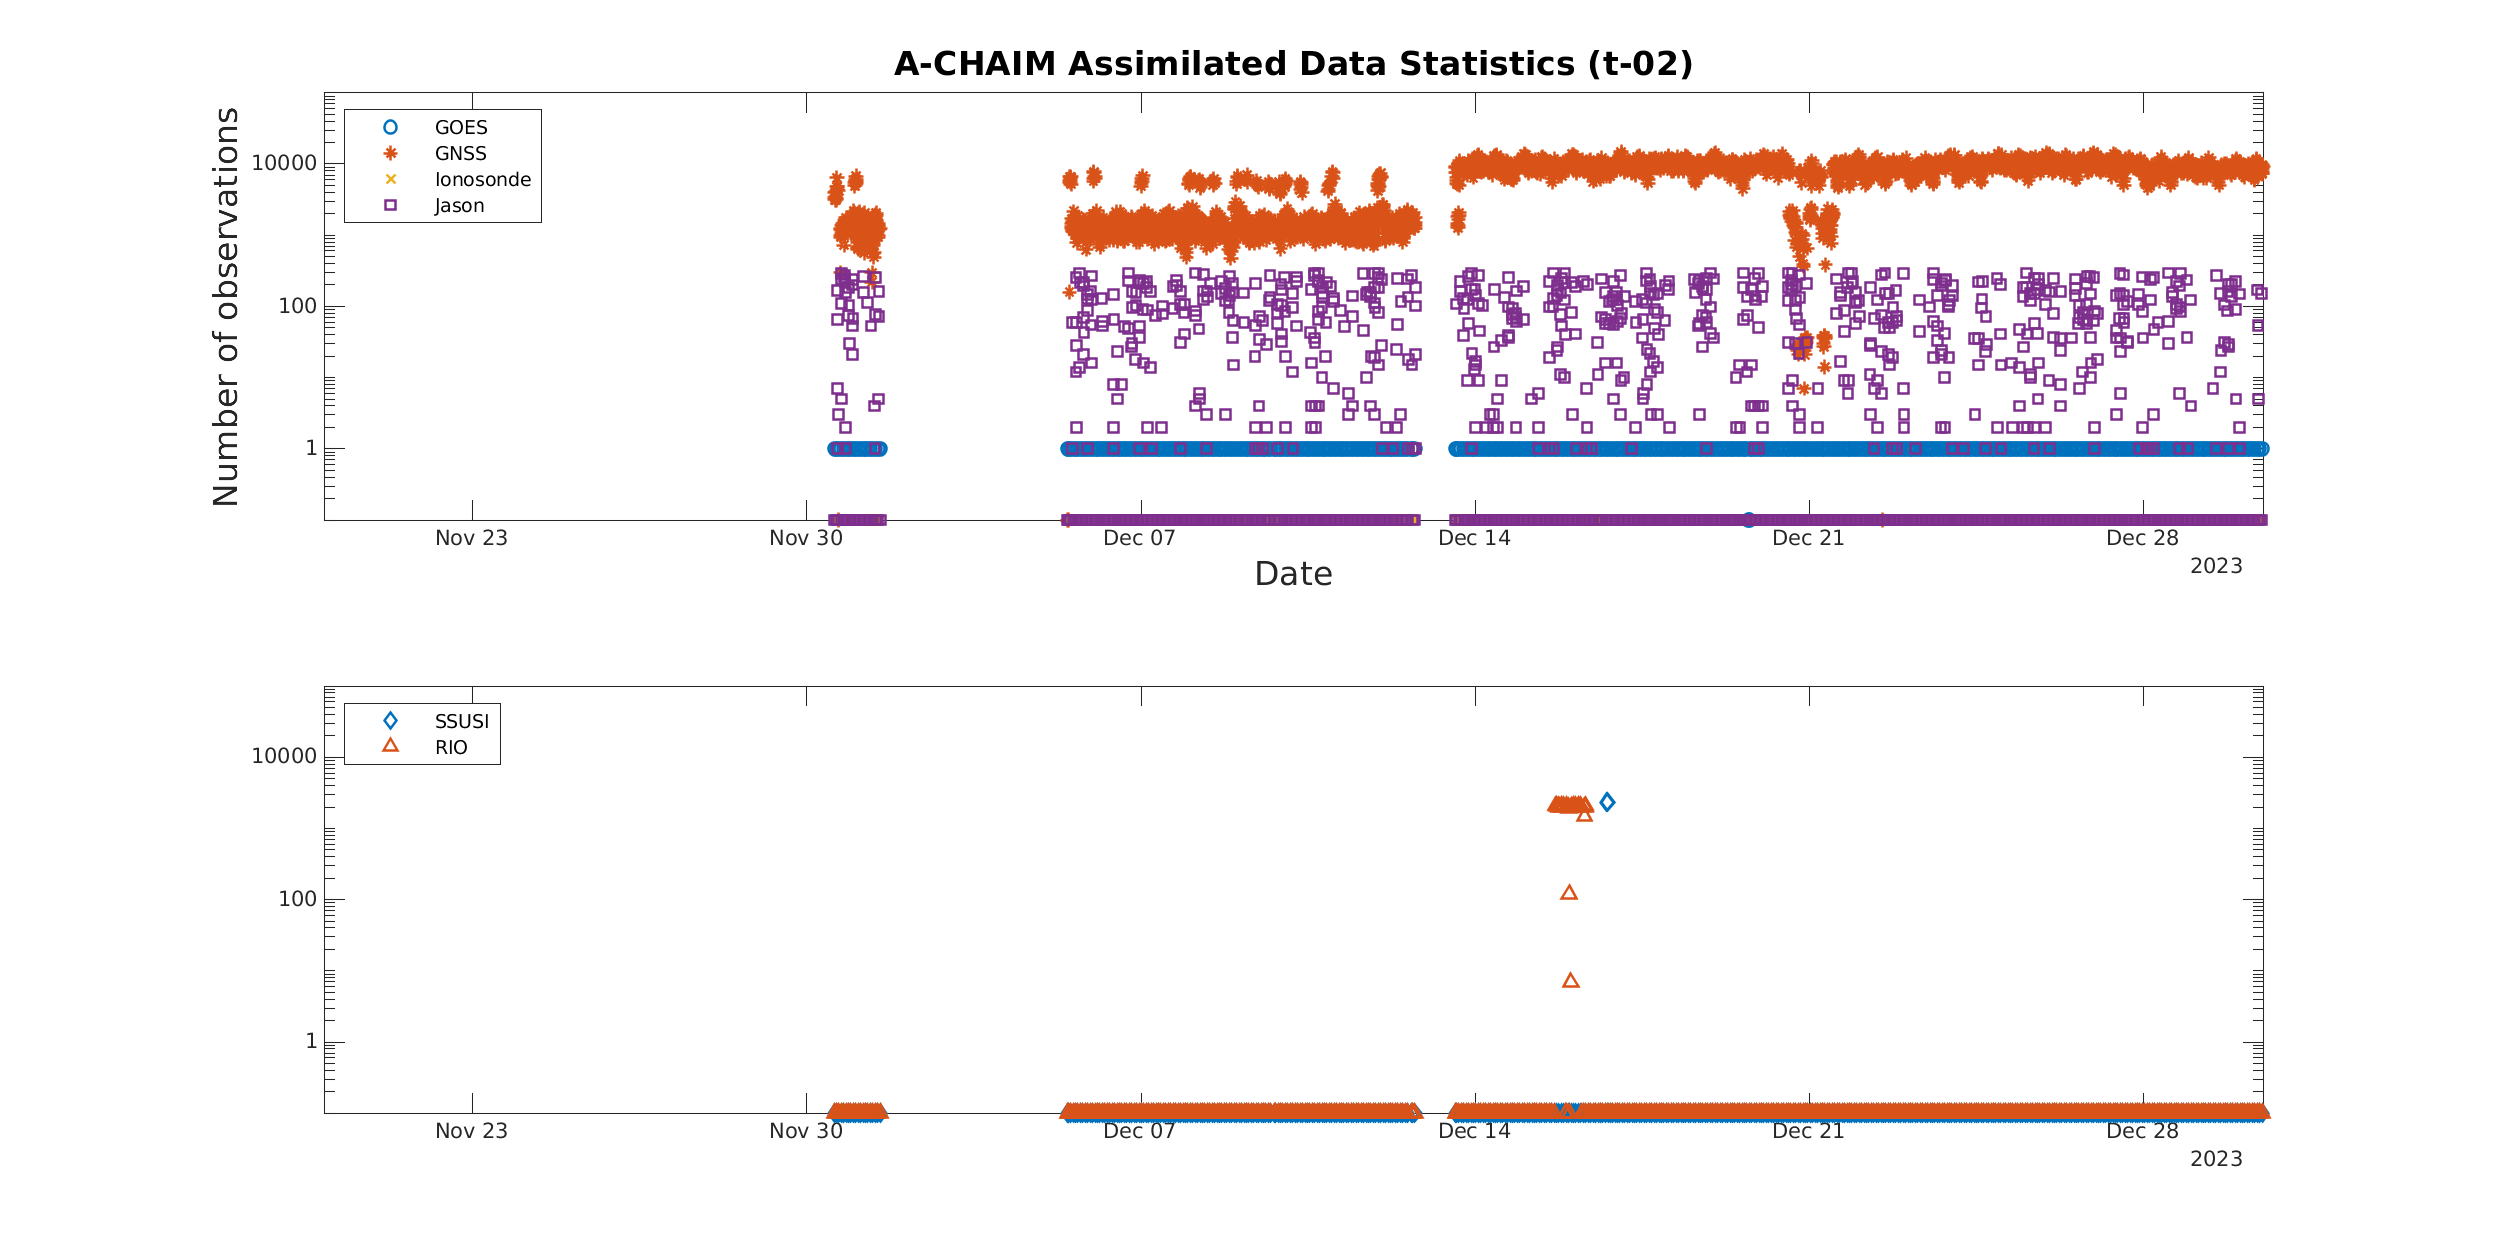 A-CHAIM Assimilated Data Statistics (t-02)
Number of observations
10000
100
1
GOES
GNSS
Ionosonde
Jason
Nov 23
Nov 30
Dec 07
Dec 14
Dec 21
Dec 28
2023
Date
10000
100
1
SSUSI
RIO
Nov 23
Nov 30
Dec 07
Dec 14
Dec 21
Dec 28
2023